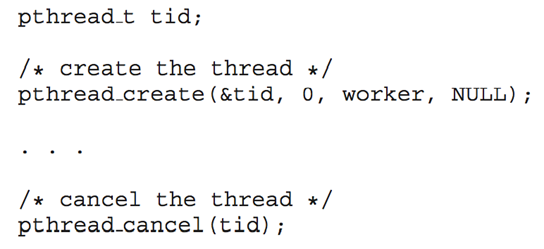 pthread_t tid;
/* create the thread */
pthread_create(&tid, 0, worker, NULL);
. . .
/* cancel the thread */
pthread_cancel(tid);